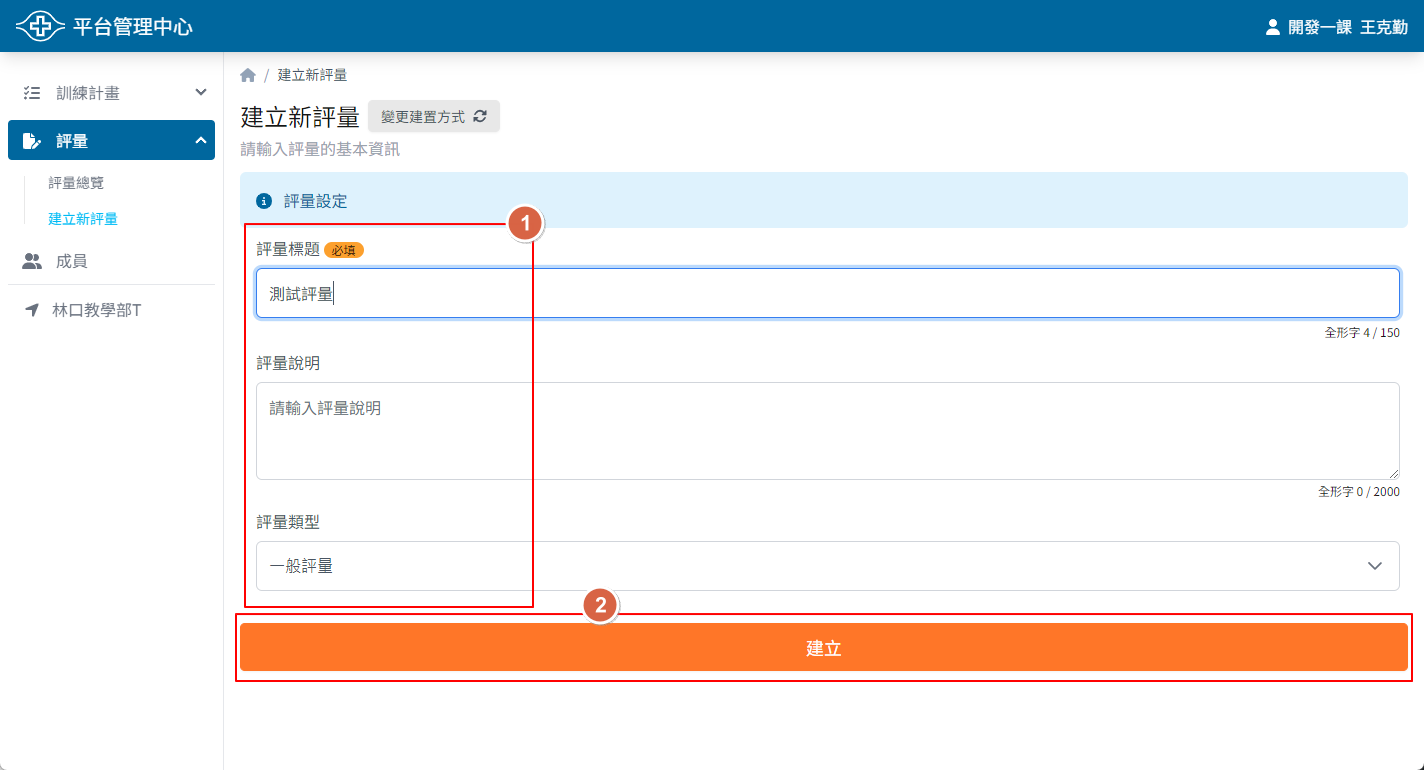 平台管理中心
開發一課 王克勤
訓練計畫
評量
評量總覽
建立新評量
成員
林口教學部T
/ 建立新評量
建立新評量 變更建置方式
請輸入評量的基本資訊
評量設定
1
評量標題 必填
測試評量
全形字 4 / 150
評量說明
請輸入評量說明
全形字 0 / 2000
評量類型
一般評量
2
建立